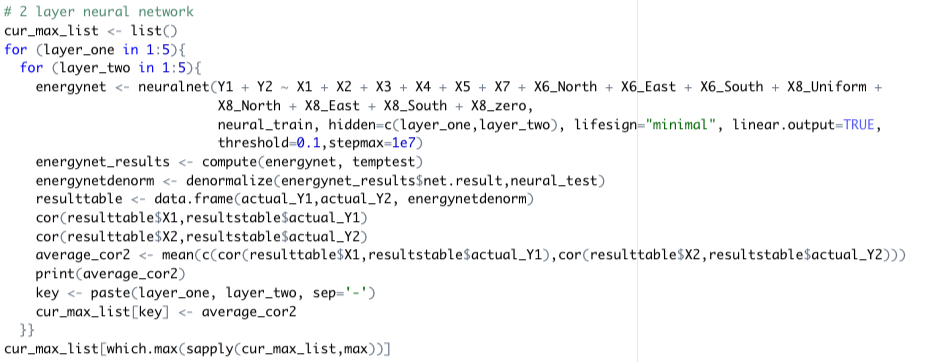 # 2 layer neural network
cur_max_list <- list()
for (layer_one in 1:5){
  for (layer_two in 1:5){
    energynet <- neuralnet(Y1 + Y2 ~ X1 + X2 + X3 + X4 + X5 + X7 + X6_North + X6_East + X6_South + X8_Uniform +
                           X8_North + X8_East + X8_South + X8_zero,
                           neural_train, hidden=c(layer_one,layer_two), lifesign="minimal", linear.output=TRUE,
                           threshold=0.1,stepmax=1e7)
    energynet_results <- compute(energynet, temptest)
    energynetdenorm <- denormalize(energynet_results$net.result,neural_test)
    resulttable <- data.frame(actual_Y1,actual_Y2, energynetdenorm)
    cor(resulttable$X1,resultstable$actual_Y1)
    cor(resulttable$X2,resultstable$actual_Y2)
    average_cor2 <- mean(c(cor(resulttable$X1,resultstable$actual_Y1),cor(resulttable$X2,resultstable$actual_Y2)))
    print(average_cor2)
    key <- paste(layer_one, layer_two, sep='-')
    cur_max_list[key] <- average_cor2
  }}
cur_max_list[which.max(sapply(cur_max_list,max))]